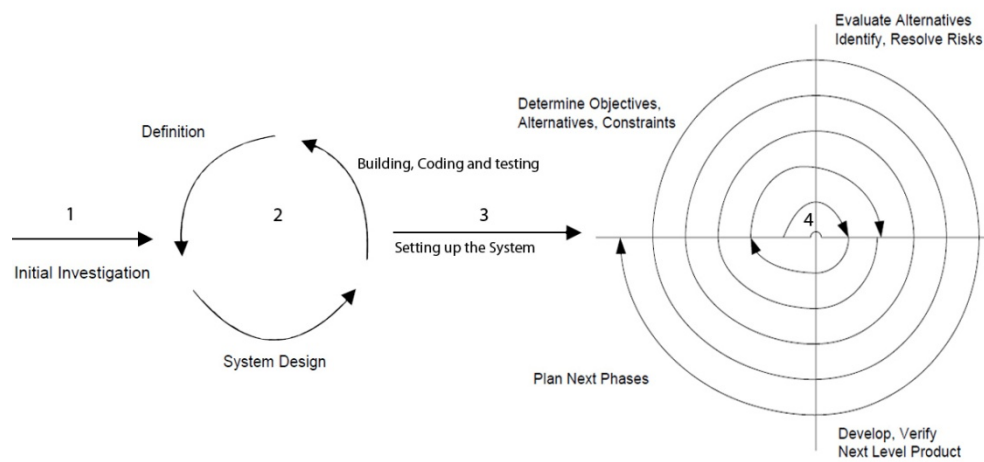 Evaluate Alternatives
Identify, Resolve Risks
Determine Objectives,
Alternatives, Constraints
Definition
Building, Coding and testing
1
2
3
4
Initial Investigation
Setting up the System
System Design
Plan Next Phases
Develop, Verify
Next Level Product